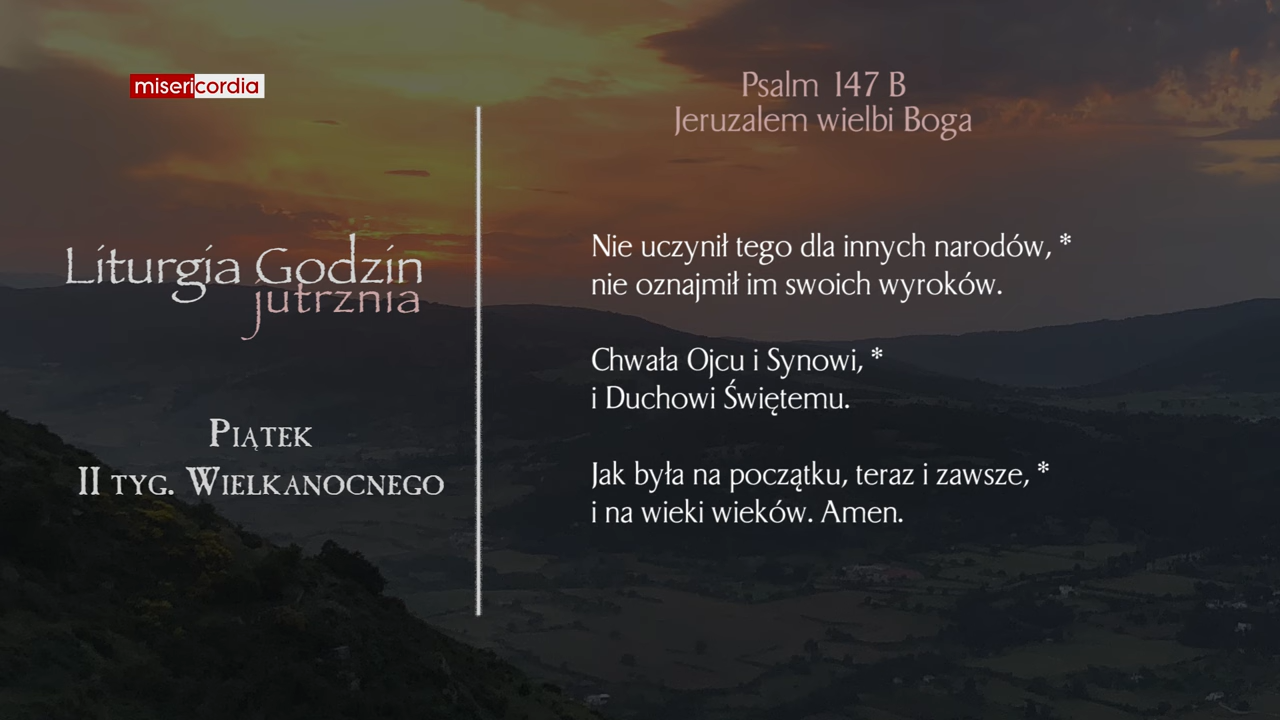 misericordia
Liturgia Godzin
jutrznia
Piątek
II tyg. Wielkanocnego
Psalm 147 B
Jeruzalem wielbi Boga
Nie uczynił tego dla innych narodów, *
nie oznajmił im swoich wyroków.
Chwała Ojcu i Synowi, *
i Duchowi Świętemu.
Jak była na początku, teraz i zawsze, *
i na wieki wieków. Amen.